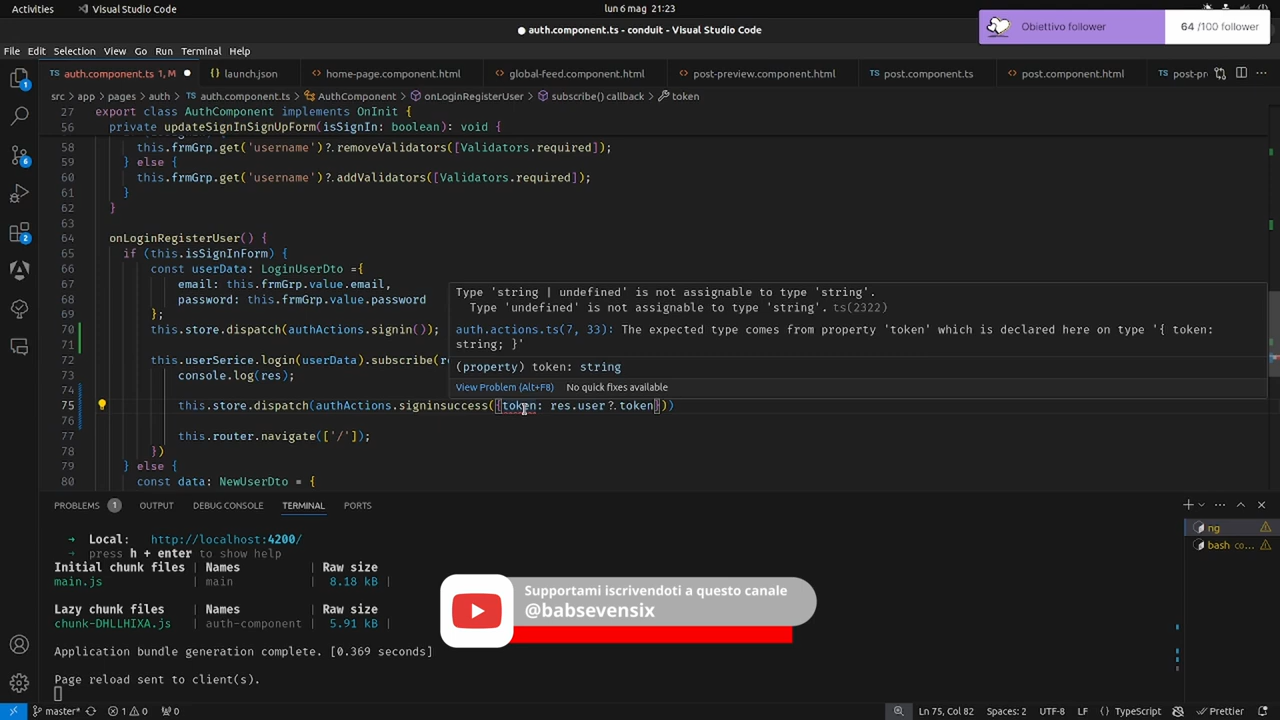 Activities
Visual Studio Code
lun 6 mag 21:23
Obiettivo follower
64 /100 follower
● auth.component.ts - conduit - Visual Studio Code
File Edit Selection View Go Run Terminal Help
auth.component.ts 1, M ●
launch.json
home-page.component.html
global-feed.component.html
post-preview.component.html
post.component.ts
post.component.html
post-pr
src > app > pages > auth > auth.component.ts > AuthComponent > onLoginRegisterUser > subscribe() callback > token
27 export class AuthComponent implements OnInit {
56 private updateSignInSignUpForm(isSignIn: boolean): void {
58 this.frmGrp.get('username')?.removeValidators([Validators.required]);
59 } else {
60 this.frmGrp.get('username')?.addValidators([Validators.required]);
61 }
62 }
63
64 onLoginRegisterUser() {
65 if (this.isSignInForm) {
66 const userData: LoginUserDto ={
67 email: this.frmGrp.value.email,
68 password: this.frmGrp.value.password
69 };
70 this.store.dispatch(authActions.signin());
71
72 this.userSerice.login(userData).subscribe(re
73 console.log(res);
74
75 this.store.dispatch(authActions.signinsuccess({token: res.user?.token}))
76
77 this.router.navigate(['/']);
78 })
79 } else {
80 const data: NewUserDto = {
Type 'string | undefined' is not assignable to type 'string'.
Type 'undefined' is not assignable to type 'string'. ts(2322)
auth.actions.ts(7, 33): The expected type comes from property 'token' which is declared here on type '{ token:
string; }'
(property) token: string
View Problem (Alt+F8) No quick fixes available
1
6
2
PROBLEMS 1 OUTPUT DEBUG CONSOLE TERMINAL PORTS
→ Local: http://localhost:4200/
→ press h + enter to show help
Initial chunk files | Names | Raw size
main.js | main | 8.18 kB |
Lazy chunk files | Names | Raw size
chunk-DHLLHIXA.js | auth-component | 5.91 kB |
Application bundle generation complete. [0.369 seconds]
Page reload sent to client(s).
ng
bash co...
Supportami iscrivendoti a questo canale
@babsevensix
master* 1 0 0
Ln 75, Col 82 Spaces: 2 UTF-8 LF {} TypeScript Prettier